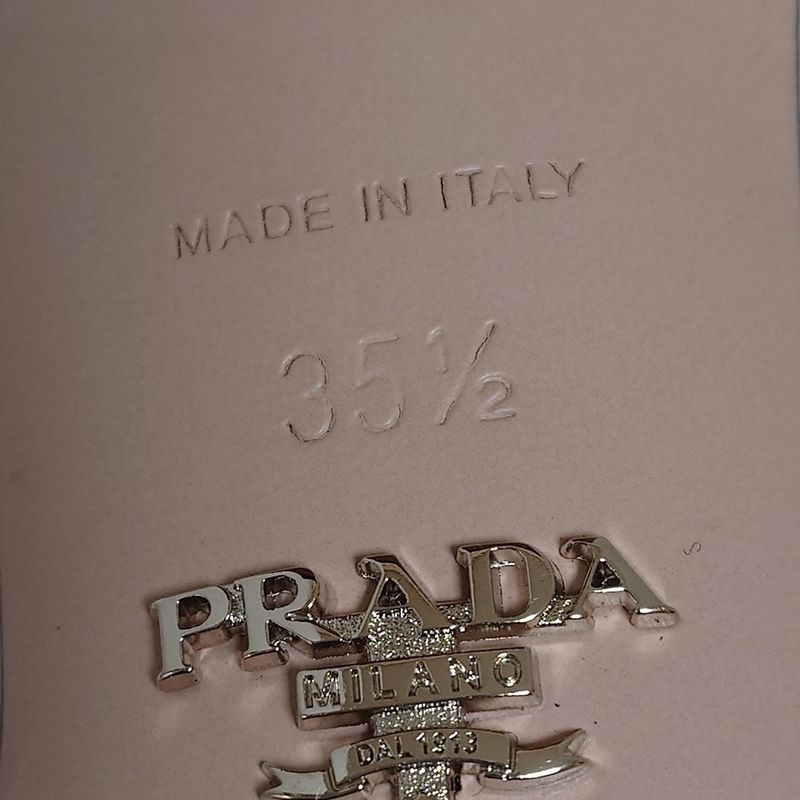 MADE IN ITALY
35½
PRADA
MILANO
DAL 1913